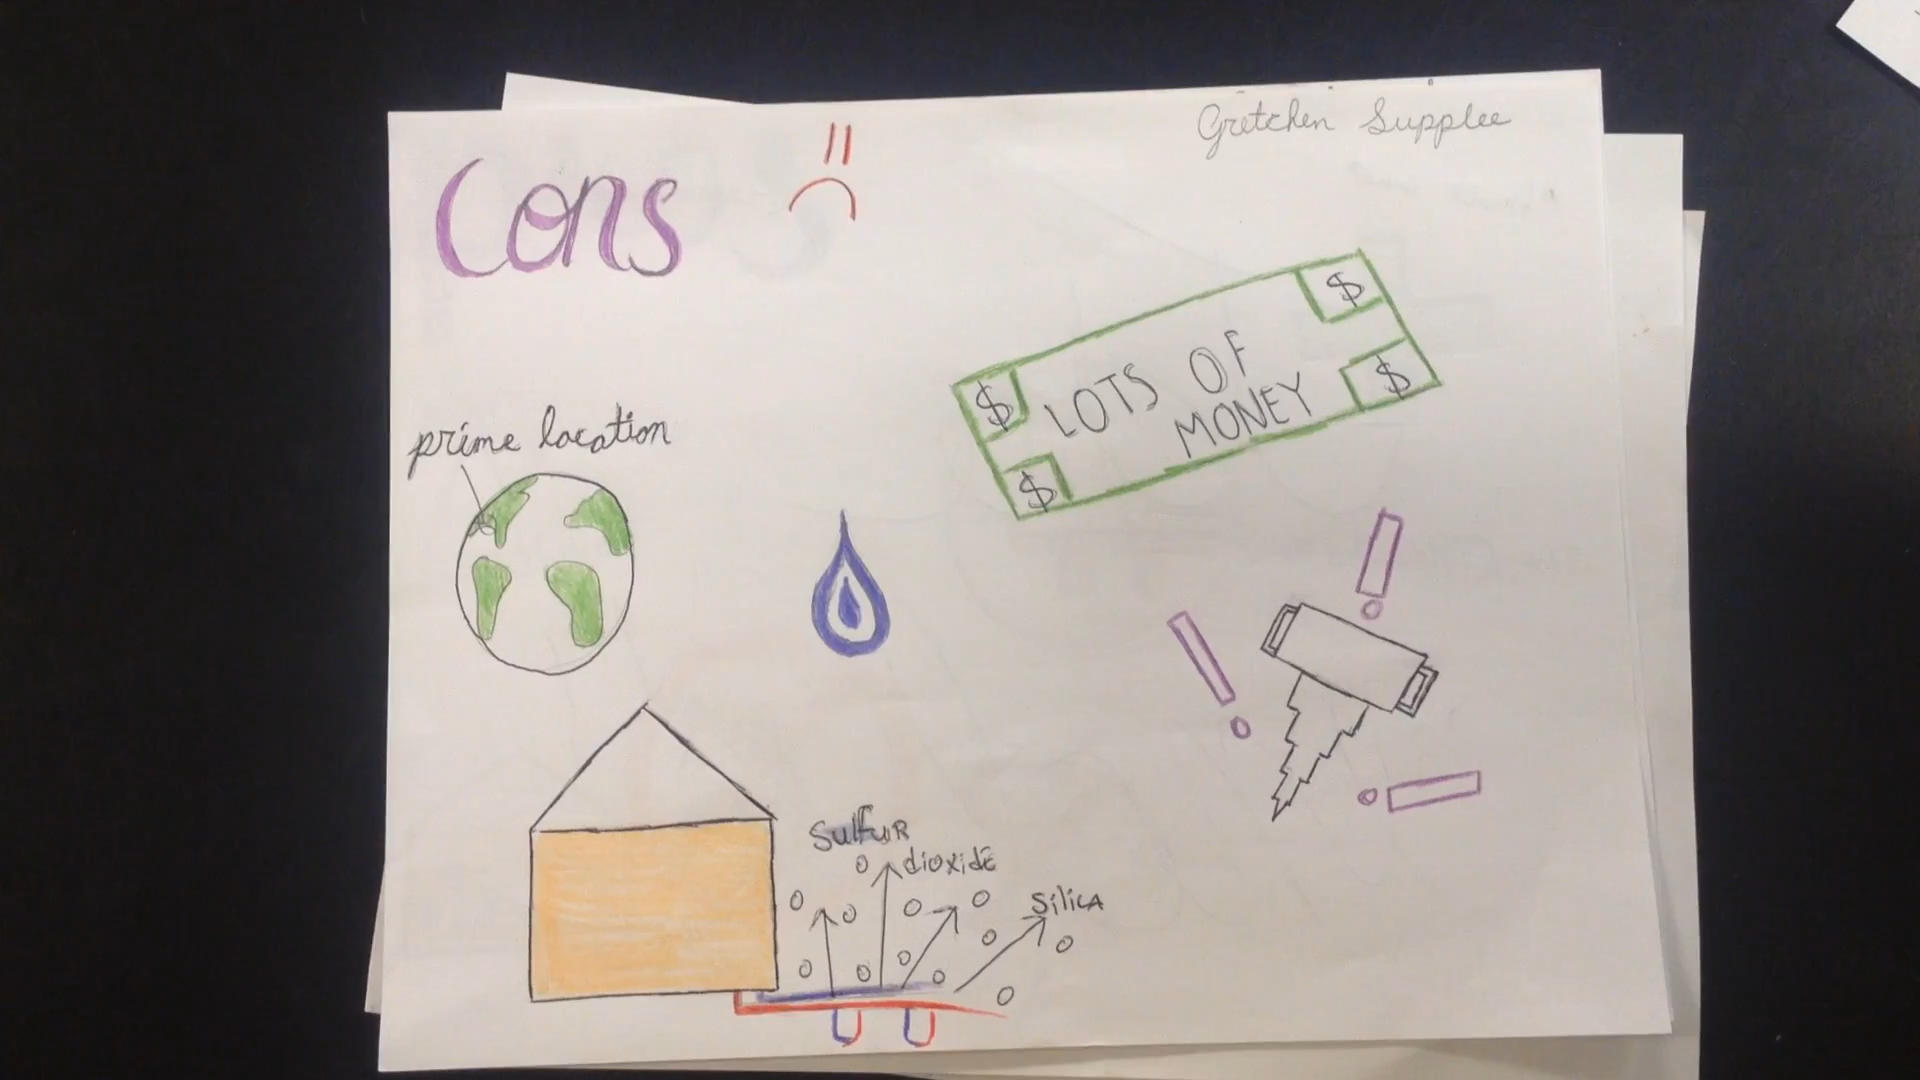 Gretchen Supplee
Cons
$
$
LOTS OF
MONEY
$
$
prime location
Sulfur
dioxide
Silica